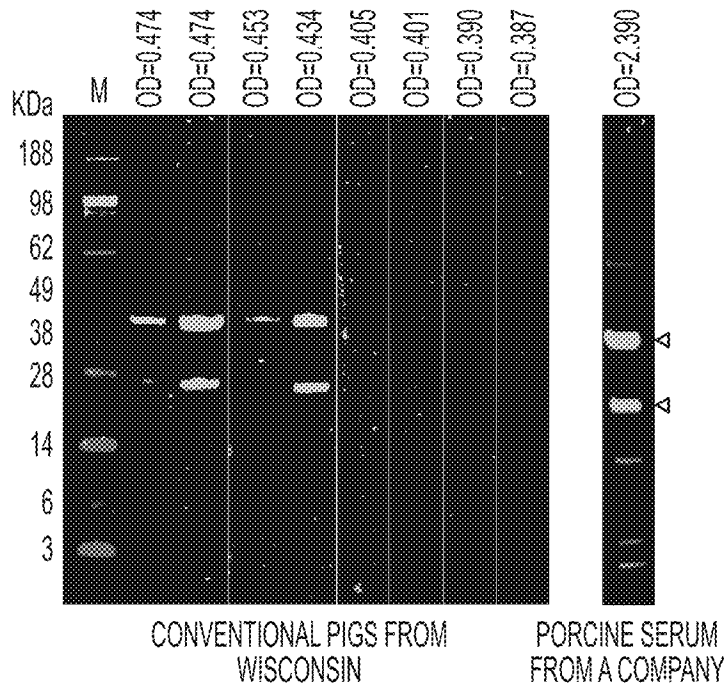 OD=0.474
OD=0.474
OD=0.453
OD=0.434
OD=0.405
OD=0.401
OD=0.390
OD=0.387
OD=2.390
KDa
M
188
98
62
49
38
28
14
6
3
CONVENTIONAL PIGS FROM
WISCONSIN
PORCINE SERUM
FROM A COMPANY